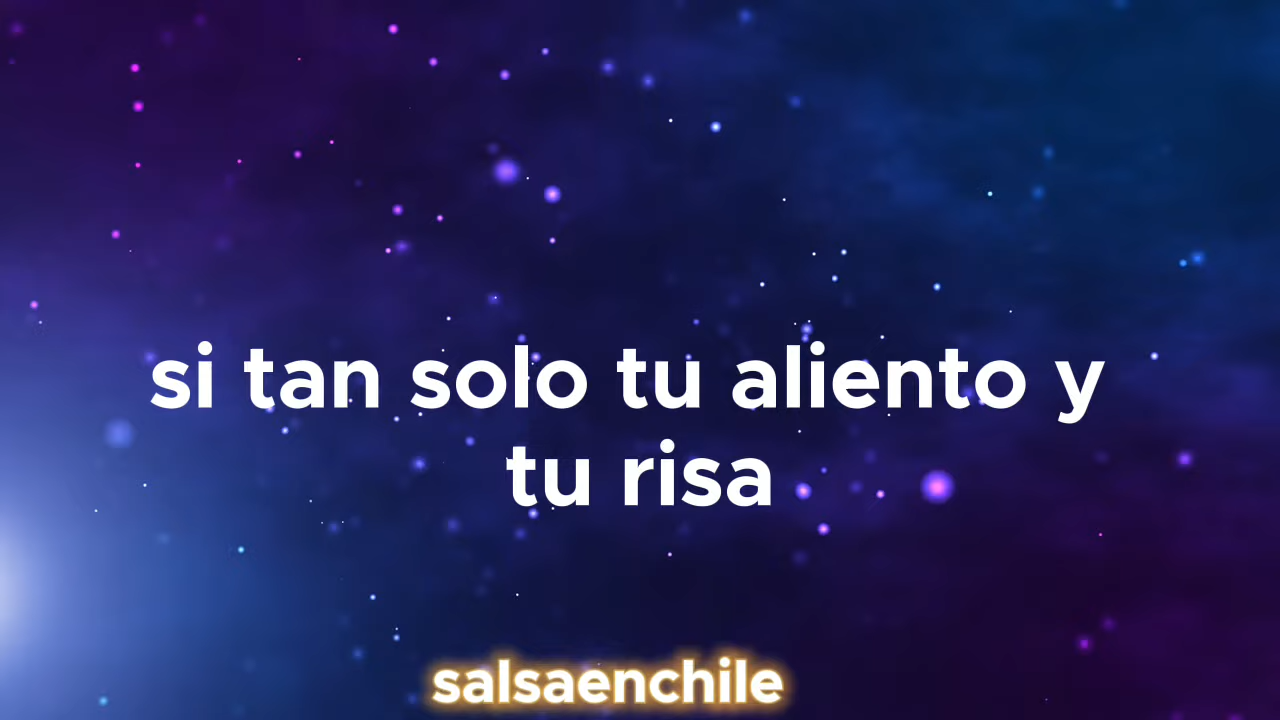 si tan solo tu aliento y
tu risa
salsaenchile